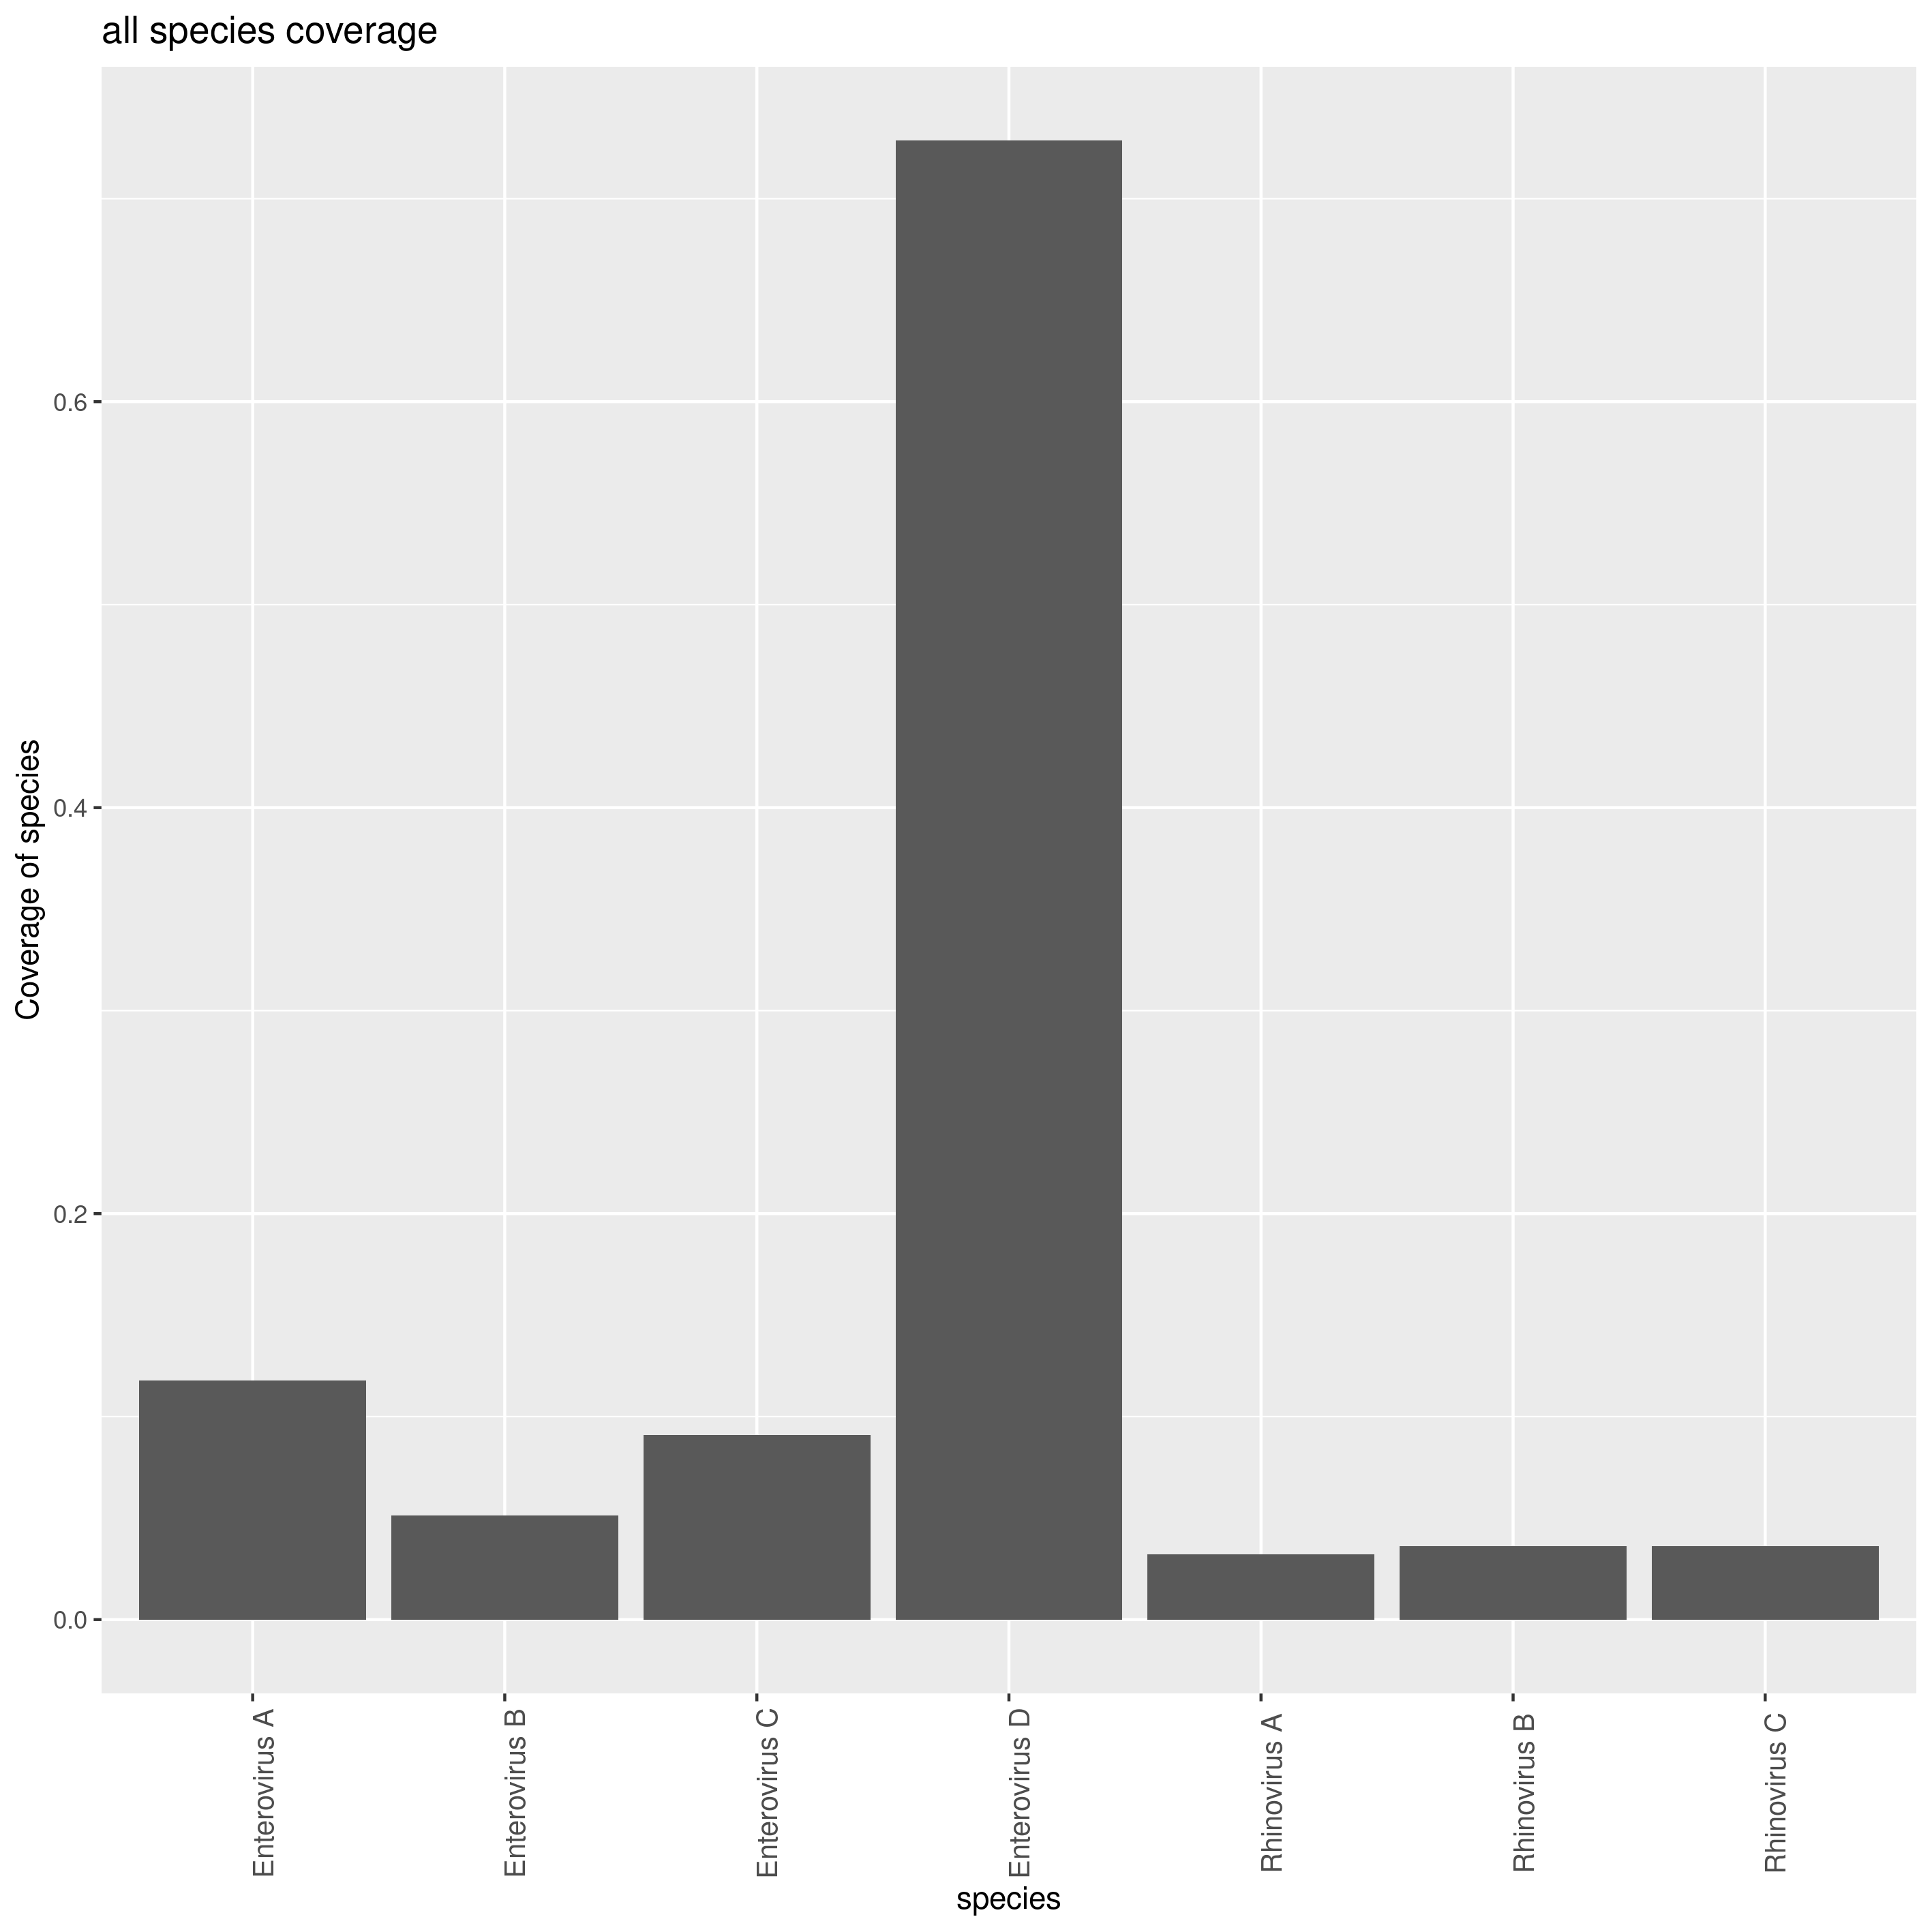 all species coverage
Coverage of species
0.6
0.4
0.2
0.0
Enterovirus A
Enterovirus B
Enterovirus C
Enterovirus D
Rhinovirus A
Rhinovirus B
Rhinovirus C
species